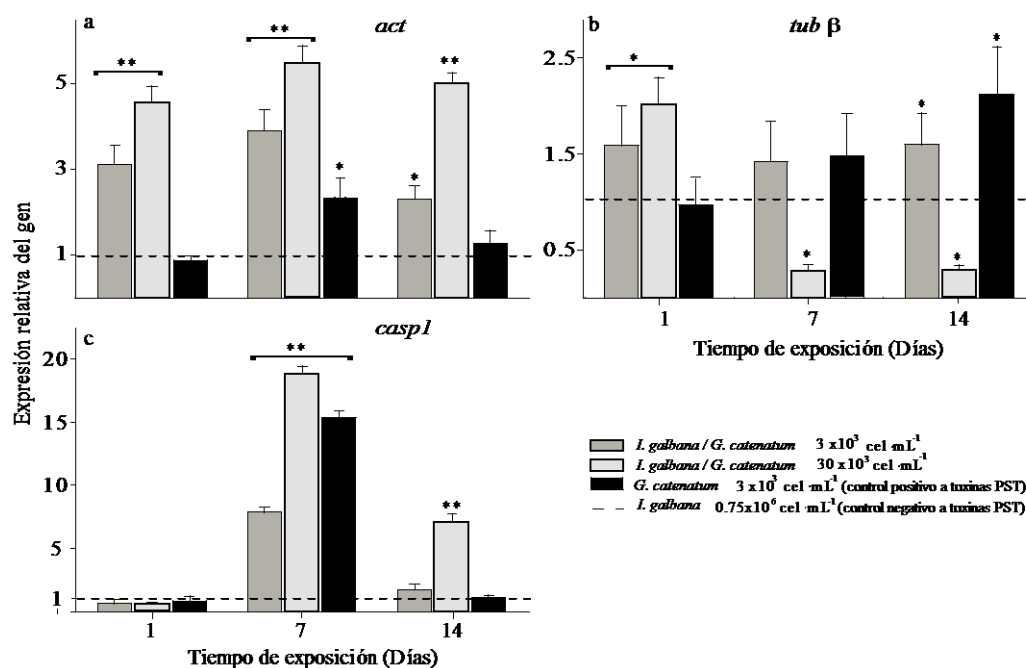 a
act
**
**
**
*
*
5
3
1
b
tub β
*
*
*
*
*
2.5
1.5
0.5
1
7
14
Tiempo de exposición (Días)
Expresión relativa del gen
c
casp1
**
**
20
15
10
5
1
1
7
14
Tiempo de exposición (Días)
I. galbana / G. catenatum 3 x10³ cel·mL⁻¹
I. galbana / G. catenatum 30 x10³ cel·mL⁻¹
G. catenatum 3 x10³ cel·mL⁻¹ (control positivo a toxinas PST)
I. galbana 0.75x10⁶ cel·mL⁻¹ (control negativo a toxinas PST)